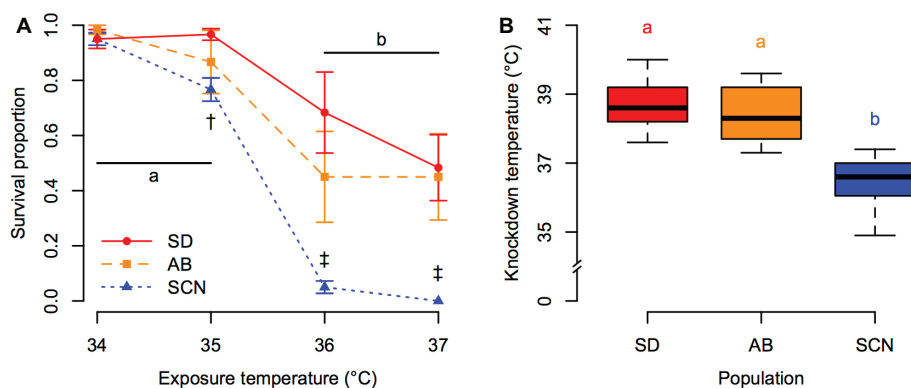 A
Survival proportion
1.0
0.8
0.6
0.4
0.2
0.0
b
†
a
SD
AB
SCN
‡
‡
34 35 36 37
Exposure temperature (°C)
B
Knockdown temperature (°C)
41
39
37
35
0
a a b
SD AB SCN
Population